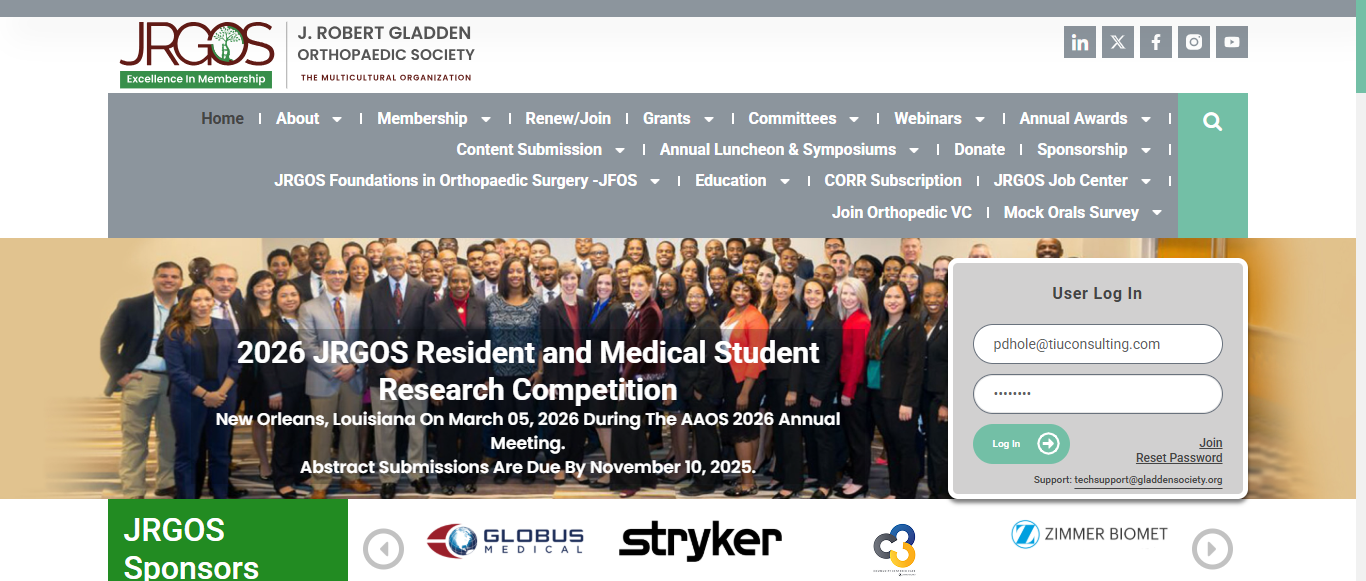 JRGOS
Excellence In Membership
J. ROBERT GLADDEN
ORTHOPAEDIC SOCIETY
THE MULTICULTURAL ORGANIZATION
Home About Membership Renew/Join Grants Committees Webinars Annual Awards
Content Submission Annual Luncheon & Symposiums Donate Sponsorship
JRGOS Foundations in Orthopaedic Surgery -JFOS Education CORR Subscription JRGOS Job Center
Join Orthopedic VC Mock Orals Survey
2026 JRGOS Resident and Medical Student
Research Competition
New Orleans, Louisiana On March 05, 2026 During The AAOS 2026 Annual
Meeting.
Abstract Submissions Are Due By November 10, 2025.
User Log In
pdhole@tiuconsulting.com
Log In
Join
Reset Password
Support: techsupport@gladdensociety.org
JRGOS
Sponsors
GLOBUS
MEDICAL
stryker
ZIMMER BIOMET